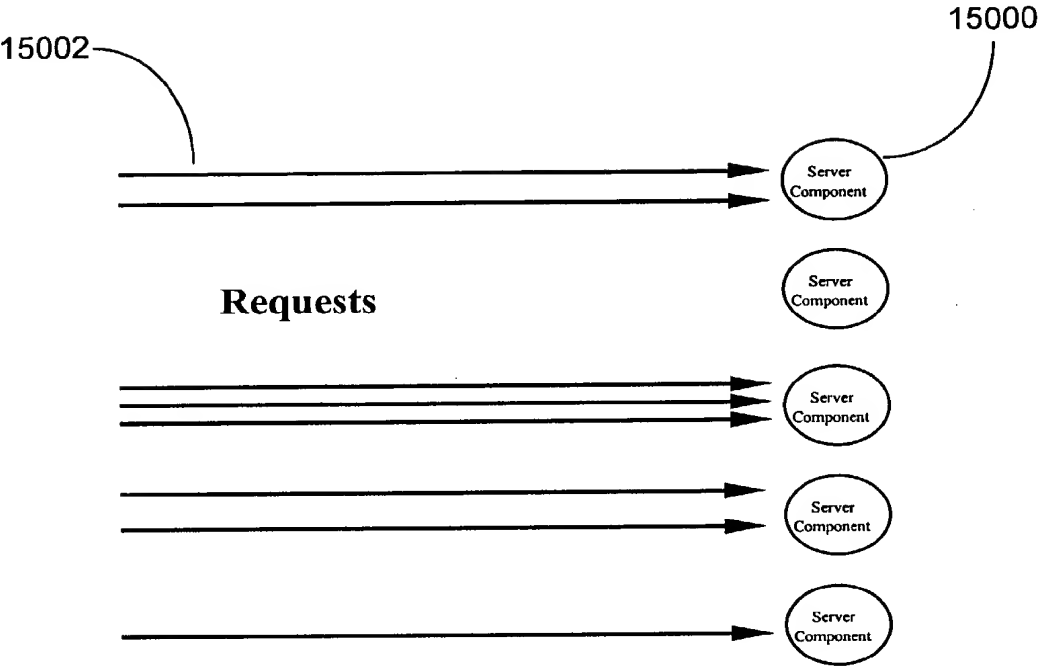 15000
15002
Server
Component
Server
Component
Requests
Server
Component
Server
Component
Server
Component